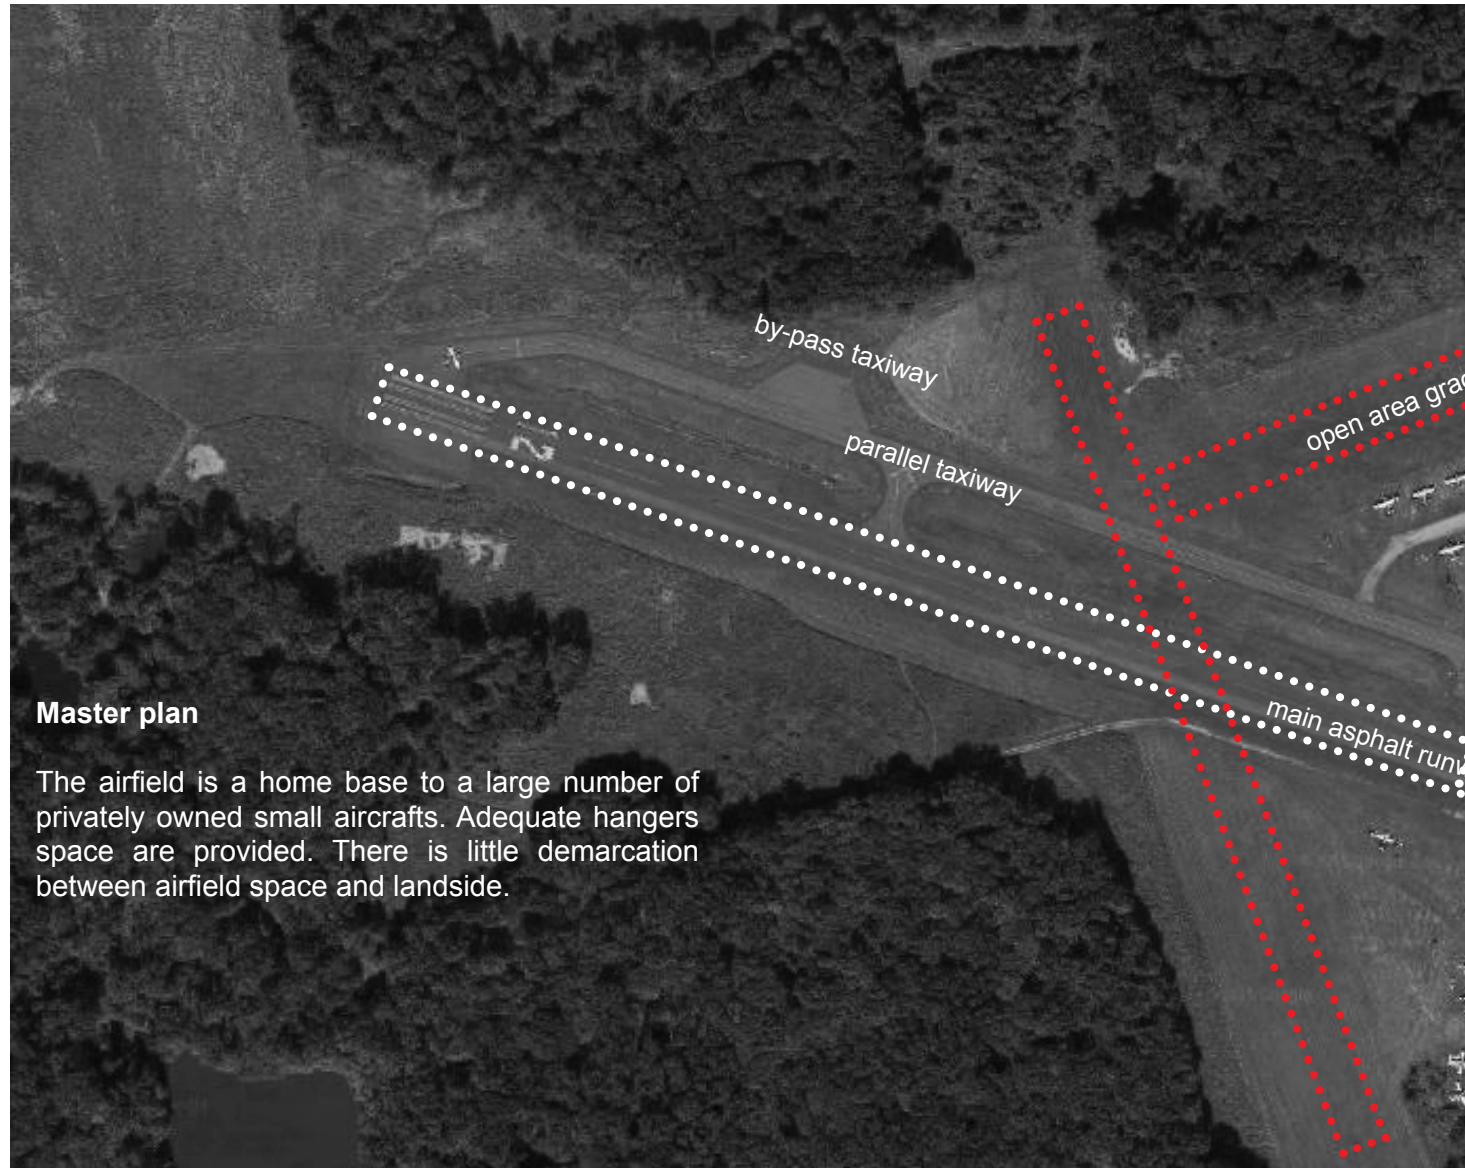 by-pass taxiway
open area grad
parallel taxiway
main asphalt runw
Master plan
The airfield is a home base to a large number of
privately owned small aircrafts. Adequate hangers
space are provided. There is little demarcation
between airfield space and landside.